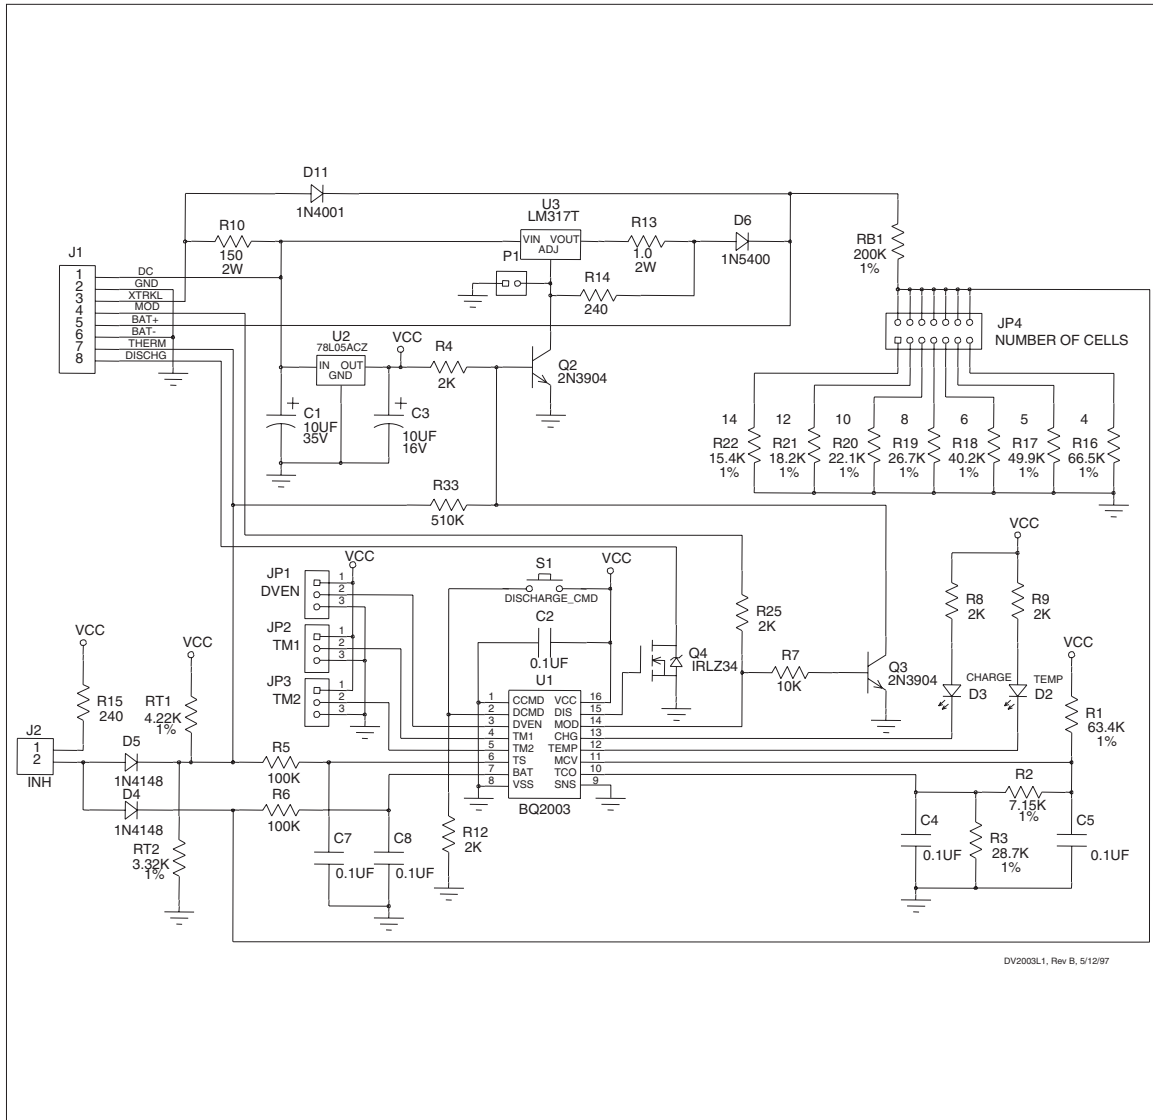 D11
1N4001
U3
LM317T
VIN VOUT
ADJ
R10
150
2W
R13
1.0
2W
D6
1N5400
RB1
200K
1%
P1
R14
240
J1
1 DC
2 GND
3 XTRKL
4 MOD
5 BAT+
6 BAT-
7 THERM
8 DISCHG
JP4
NUMBER OF CELLS
U2
78L05ACZ
IN OUT
GND
VCC
R4
2K
Q2
2N3904
C1
10UF
35V
C3
10UF
16V
14 12 10 8 6 5 4
R22 R21 R20 R19 R18 R17 R16
15.4K 18.2K 22.1K 26.7K 40.2K 49.9K 66.5K
1% 1% 1% 1% 1% 1% 1%
R33
510K
VCC
JP1
DVEN
1
2
3
JP2
TM1
1
2
3
JP3
TM2
1
2
3
S1
DISCHARGE_CMD
VCC
C2
0.1UF
R25
2K
Q4
IRLZ34
R7
10K
Q3
2N3904
VCC
R8
2K
R9
2K
CHARGE
D3
TEMP
D2
VCC
R1
63.4K
1%
U1
1 CCMD VCC 16
2 DCMD DIS 15
3 DVEN MOD 14
4 TM1 CHG 13
5 TM2 TEMP 12
6 TS MCV 11
7 BAT TCO 10
8 VSS SNS 9
BQ2003
VCC
R15
240
VCC
RT1
4.22K
1%
J2
1
2
INH
D5
1N4148
D4
1N4148
RT2
3.32K
1%
R5
100K
R6
100K
C7
0.1UF
C8
0.1UF
R12
2K
C4
0.1UF
R2
7.15K
1%
R3
28.7K
1%
C5
0.1UF
DV2003L1, Rev B, 5/12/97